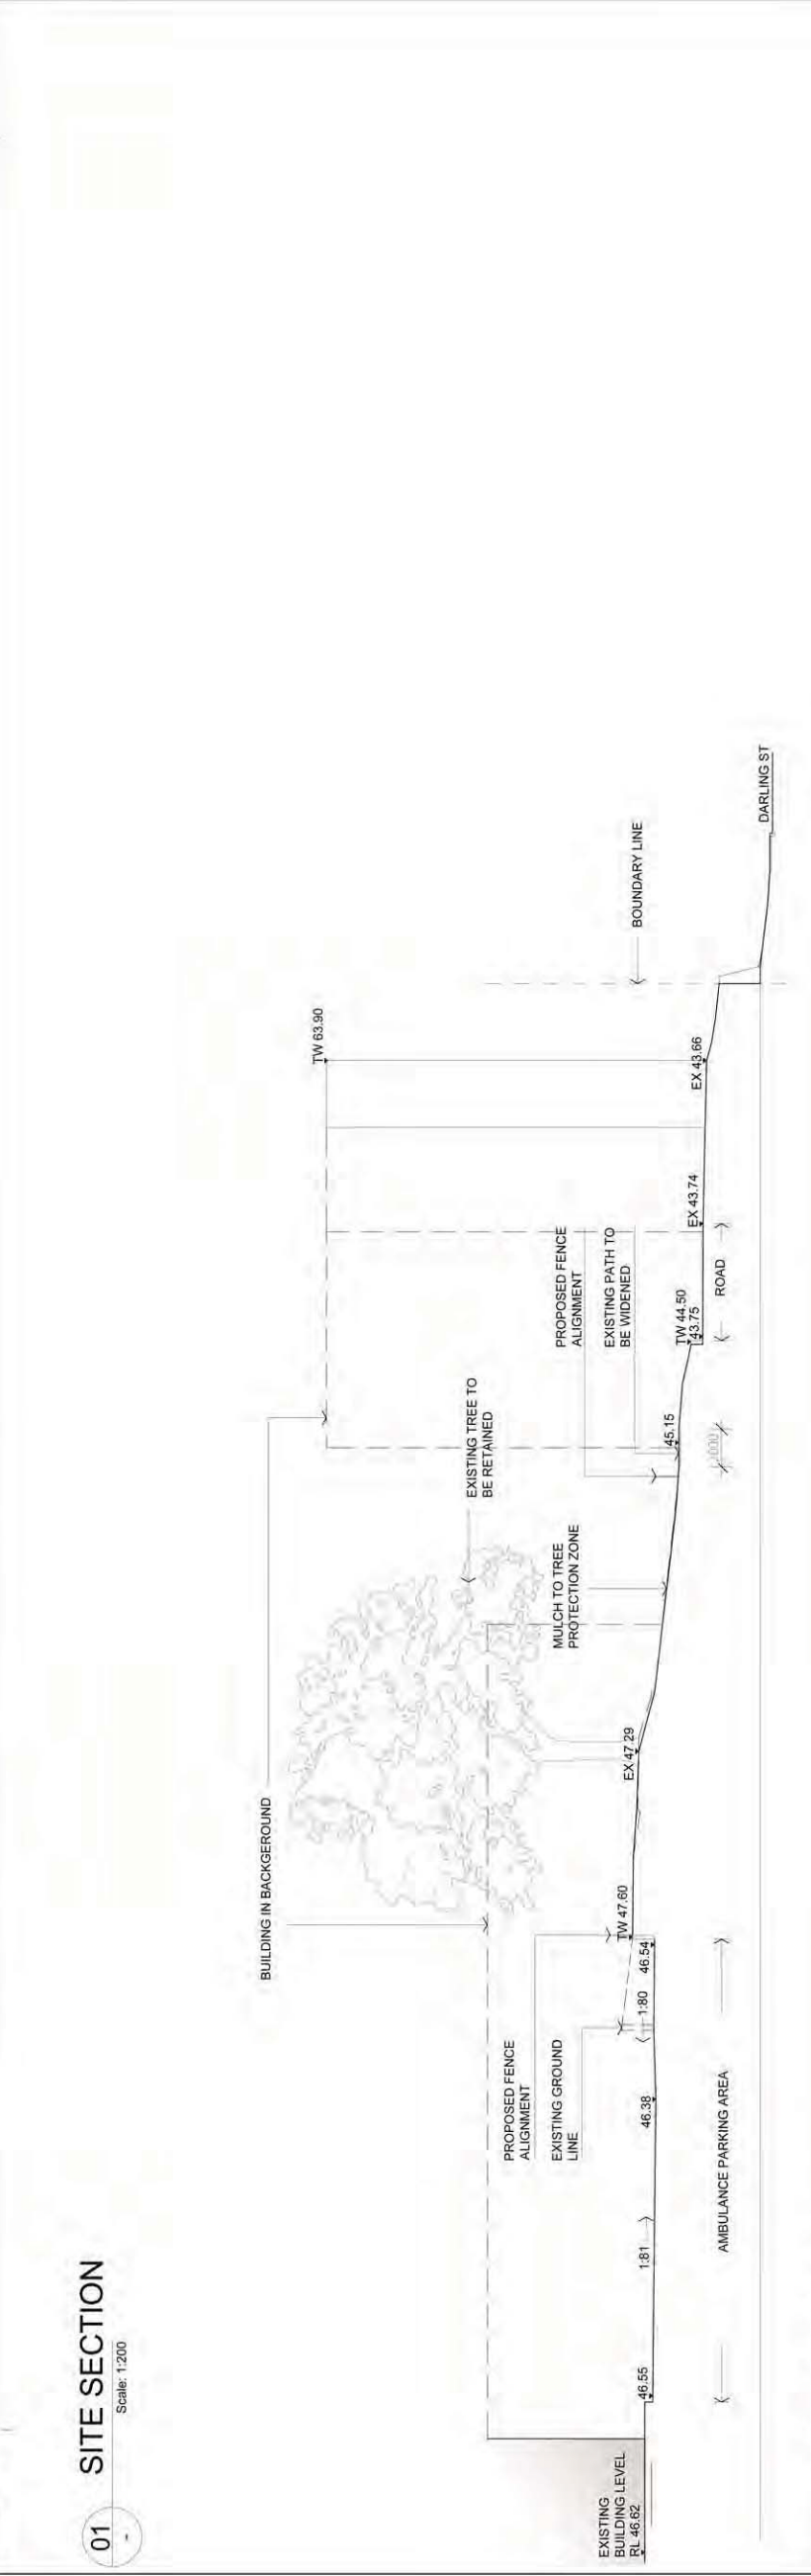 01
-
SITE SECTION
Scale: 1:200
BUILDING IN BACKGEROUND
TW 63.90
EXISTING TREE TO
BE RETAINED
BOUNDARY LINE
PROPOSED FENCE
ALIGNMENT
EXISTING GROUND
LINE
MULCH TO TREE
PROTECTION ZONE
PROPOSED FENCE
ALIGNMENT
EXISTING PATH TO
BE WIDENED
EXISTING
BUILDING LEVEL
RL 46.62
46.55
1:81
46.38
1:80
46.54
TW 47.60
EX 47.29
45.15
TW 44.50
43.75
EX 43.74
EX 43.66
AMBULANCE PARKING AREA
2000
ROAD
DARLING ST